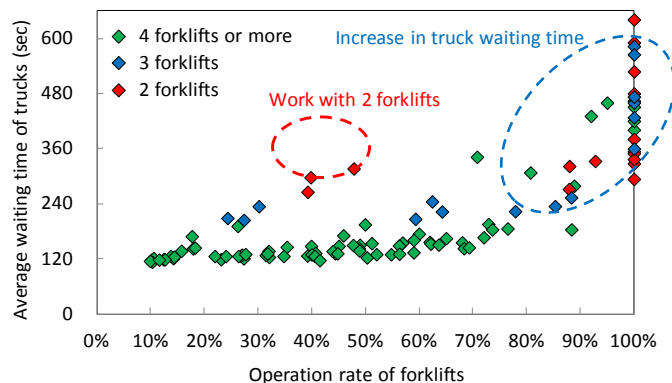 600
480
360
240
120
0
Average waiting time of trucks (sec)
4 forklifts or more
3 forklifts
2 forklifts
Increase in truck waiting time
Work with 2 forklifts
0% 10% 20% 30% 40% 50% 60% 70% 80% 90% 100%
Operation rate of forklifts